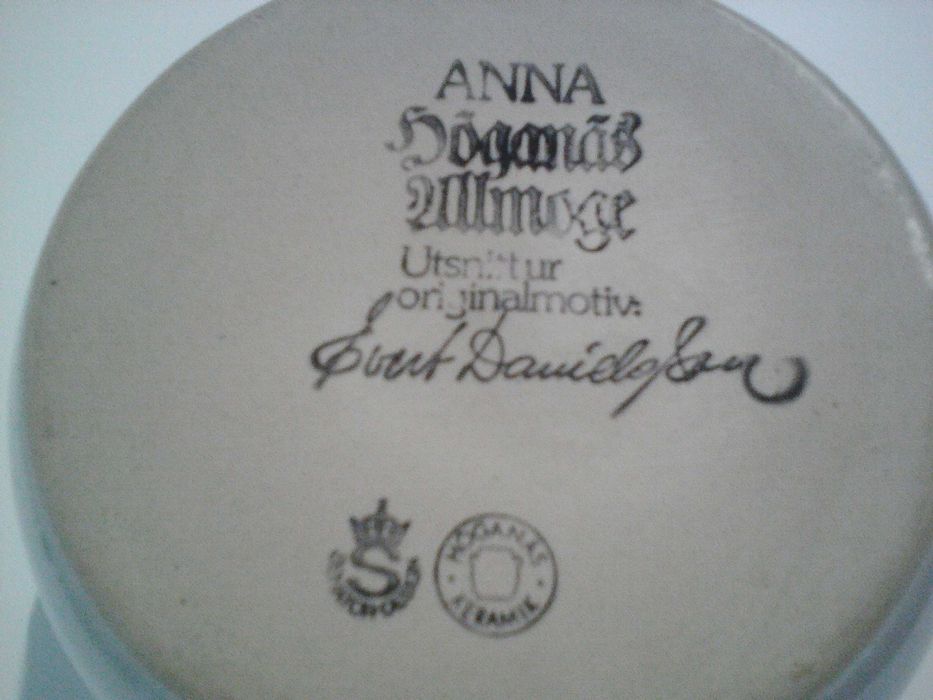 ANNA
Höganäs
Allmoge
Utsnitt ur
originalmotiv:
Evert Danielsson
S
HÖGANÄS
KERAMIK